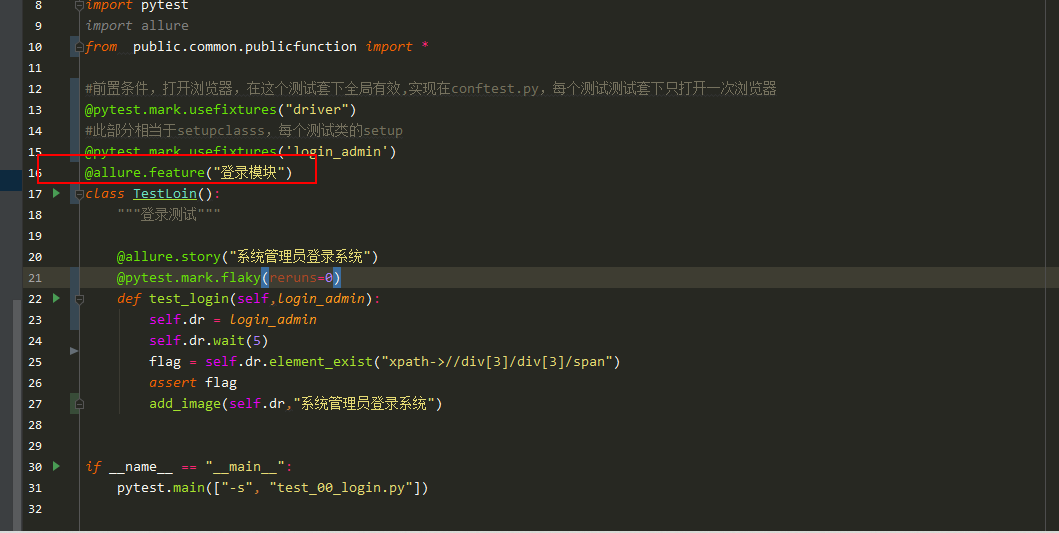 8 import pytest
9 import allure
10 from public.common.publicfunction import *
11
12 #前置条件，打开浏览器，在这个测试套下全局有效,实现在conftest.py，每个测试测试套下只打开一次浏览器
13 @pytest.mark.usefixtures("driver")
14 #此部分相当于setupclasss，每个测试类的setup
15 @pytest.mark.usefixtures('login_admin')
16 @allure.feature("登录模块")
17 class TestLoin():
18 """登录测试"""
19
20 @allure.story("系统管理员登录系统")
21 @pytest.mark.flaky(reruns=0)
22 def test_login(self,login_admin):
23 self.dr = login_admin
24 self.dr.wait(5)
25 flag = self.dr.element_exist("xpath->//div[3]/div[3]/span")
26 assert flag
27 add_image(self.dr,"系统管理员登录系统")
28
29
30 if __name__ == "__main__":
31 pytest.main(["-s", "test_00_login.py"])
32